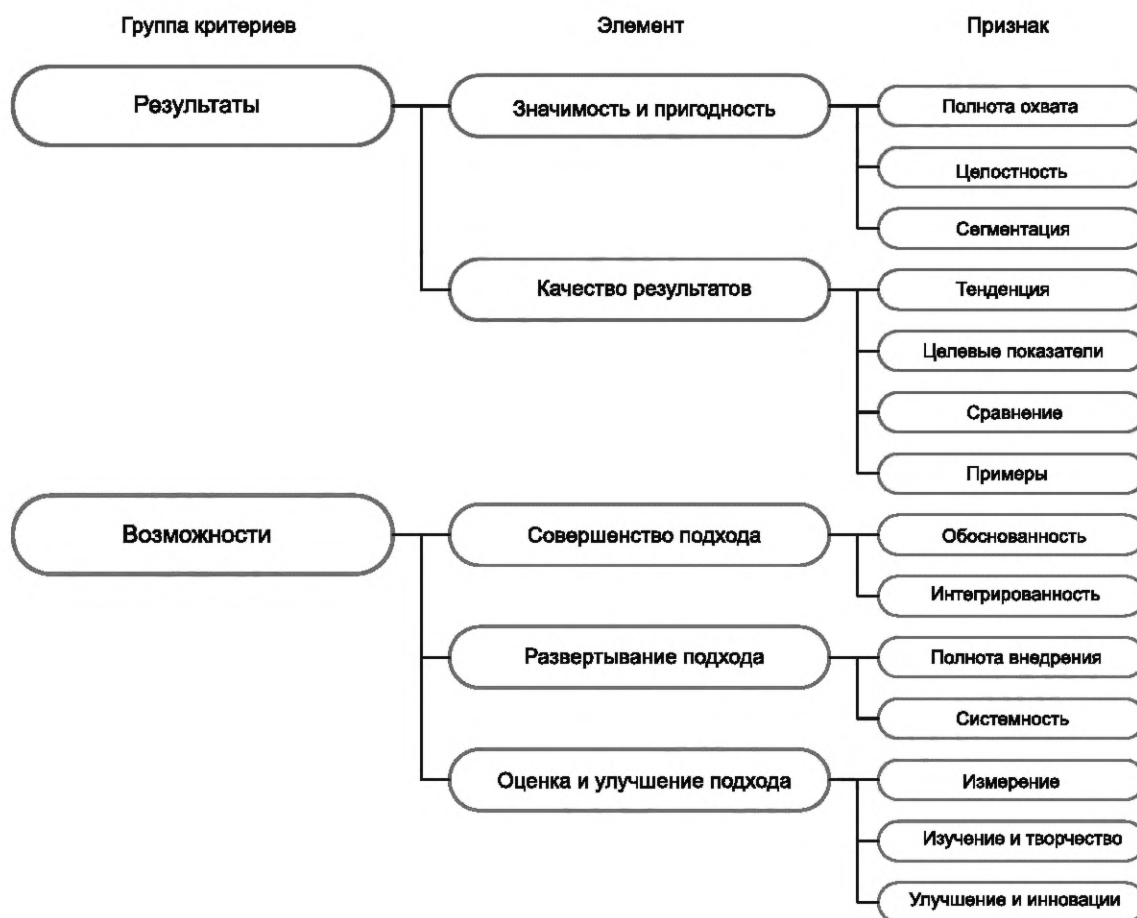 Группа критериев
Элемент
Признак
Результаты
Значимость и пригодность
Полнота охвата
Целостность
Сегментация
Качество результатов
Тенденция
Целевые показатели
Сравнение
Примеры
Возможности
Совершенство подхода
Обоснованность
Интегрированность
Развертывание подхода
Полнота внедрения
Системность
Оценка и улучшение подхода
Измерение
Изучение и творчество
Улучшение и инновации